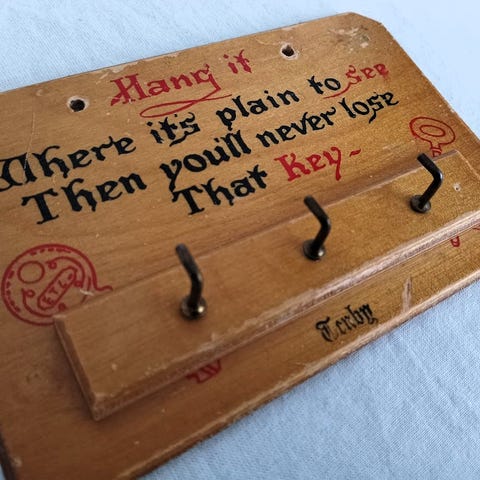 Hang it
Where it's plain to see
Then you'll never lose
That Key~
Tenby